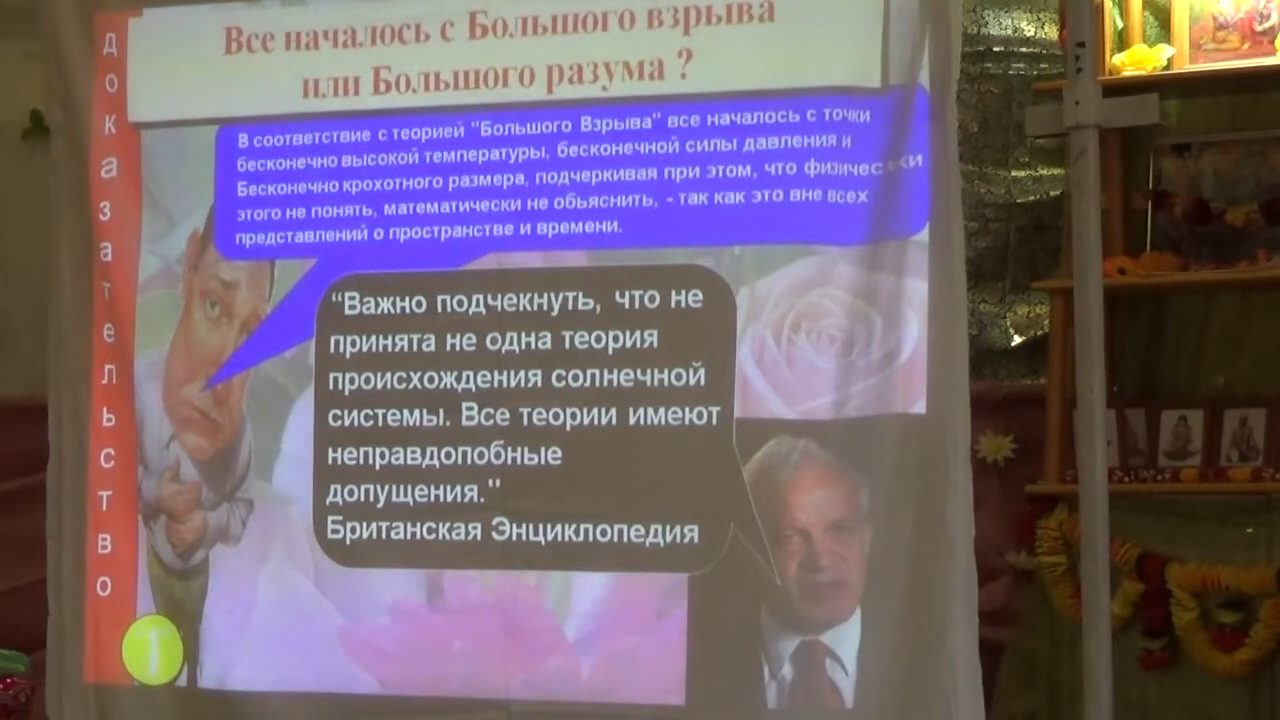 Все началось с Большого взрыва
или Большого разума ?
доказательство
В соответствие с теорией "Большого Взрыва" все началось с точки
бесконечно высокой температуры, бесконечной силы давления и
Бесконечно крохотного размера, подчеркивая при этом, что физически
этого не понять, математически не обьяснить, - так как это вне всех
представлений о пространстве и времени.
“Важно подчекнуть, что не
принята не одна теория
происхождения солнечной
системы. Все теории имеют
неправдопобные
допущения."
Британская Энциклопедия
1